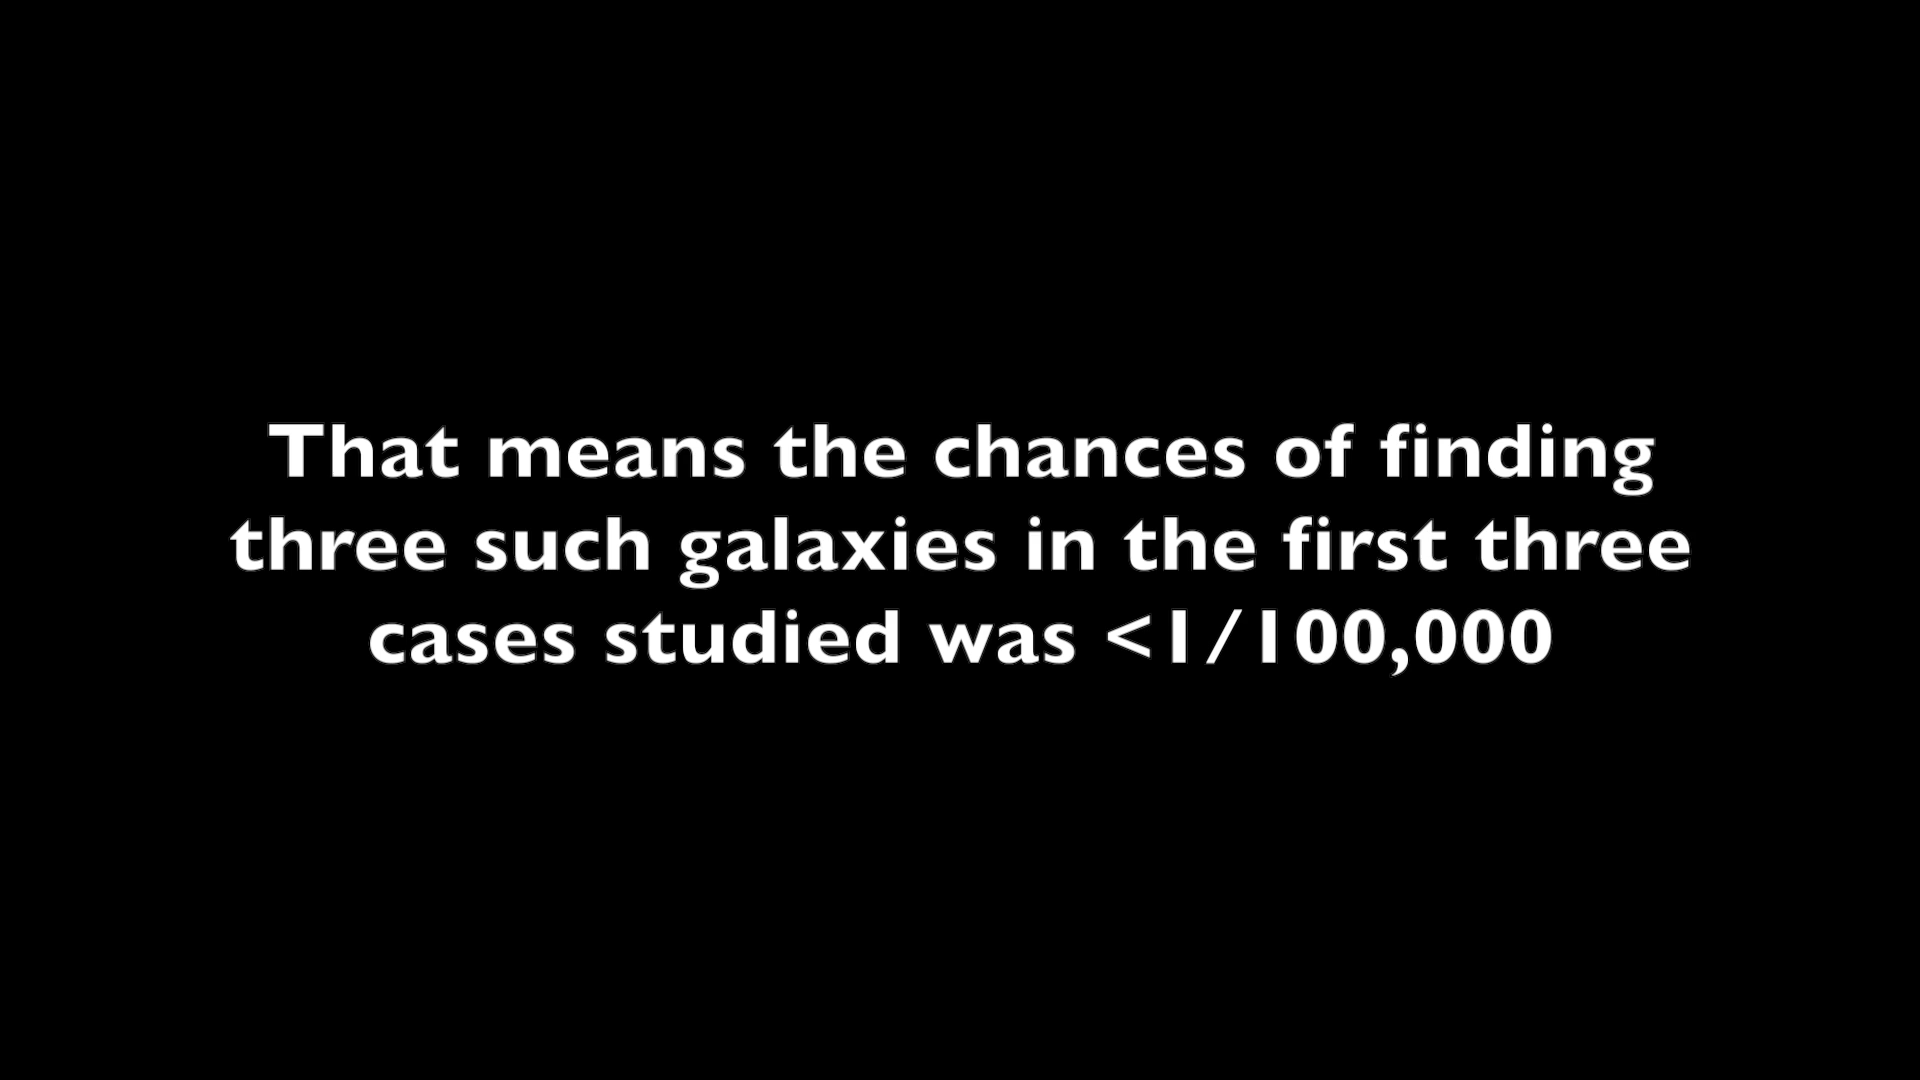 That means the chances of finding
three such galaxies in the first three
cases studied was <1/100,000